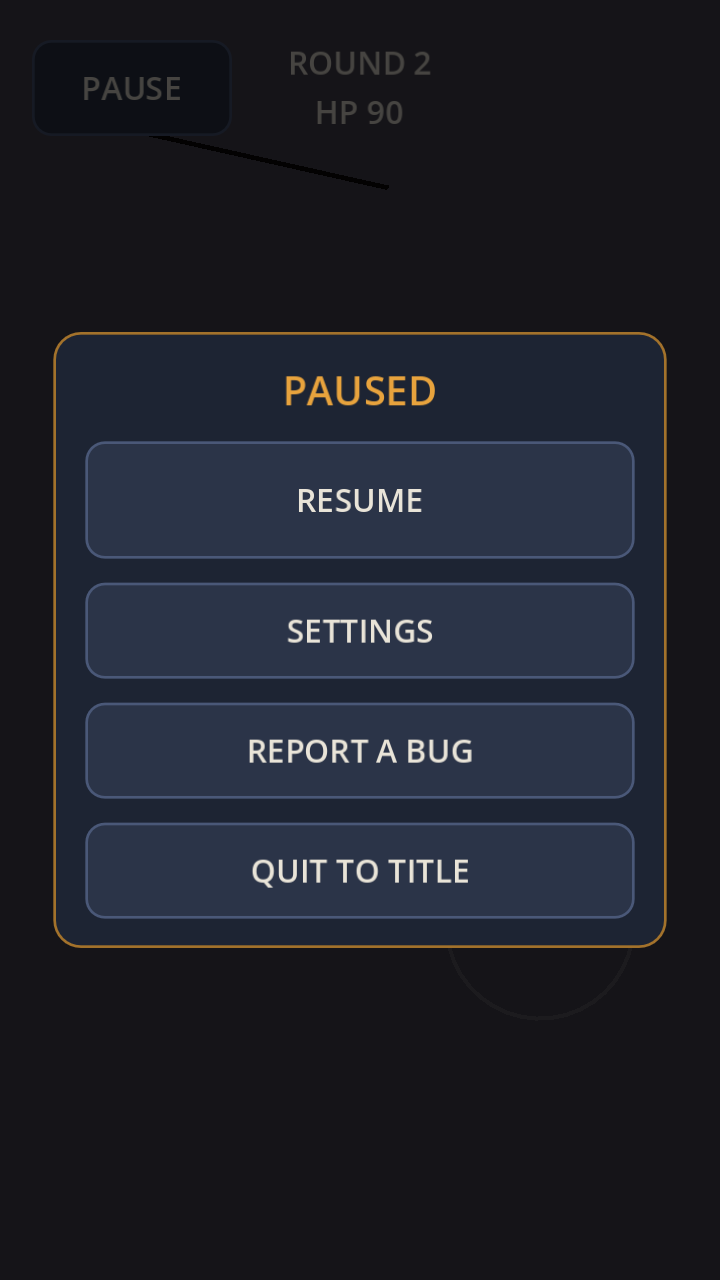 PAUSE
ROUND 2
HP 90
PAUSED
RESUME
SETTINGS
REPORT A BUG
QUIT TO TITLE